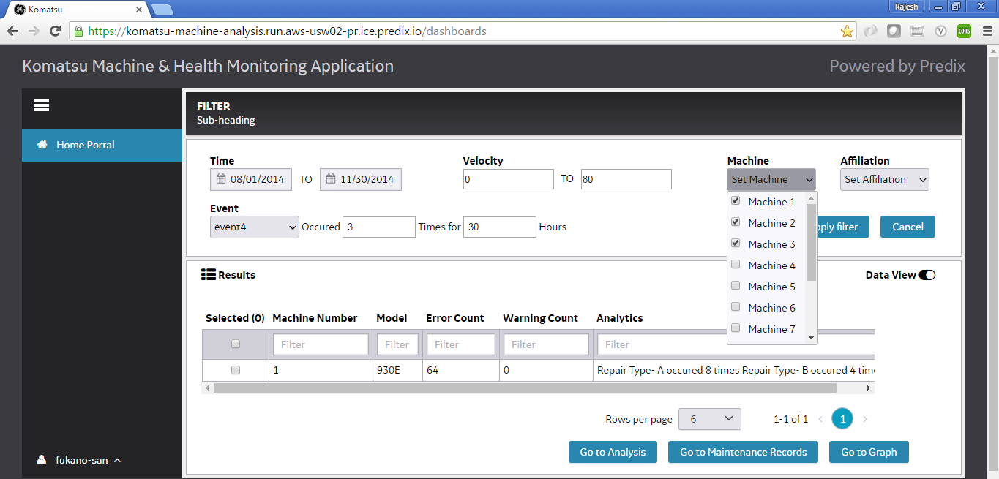 Komatsu
Rajesh
https://komatsu-machine-analysis.run.aws-usw02-pr.ice.predix.io/dashboards
CORS
Komatsu Machine & Health Monitoring Application
Powered by Predix
Home Portal
FILTER
Sub-heading
Time
Velocity
Machine
Affiliation
08/01/2014 TO 11/30/2014
0 TO 80
Set Machine
Set Affiliation
Machine 1
Machine 2
Machine 3
Machine 4
Machine 5
Machine 6
Machine 7
Event
event4 Occured 3 Times for 30 Hours
pply filter
Cancel
Results
Data View
Selected (0) Machine Number Model Error Count Warning Count Analytics
Filter Filter Filter Filter Filter
1 930E 64 0 Repair Type- A occured 8 times Repair Type- B occured 4 time
Rows per page 6 1-1 of 1 < 1 >
Go to Analysis Go to Maintenance Records Go to Graph
fukano-san